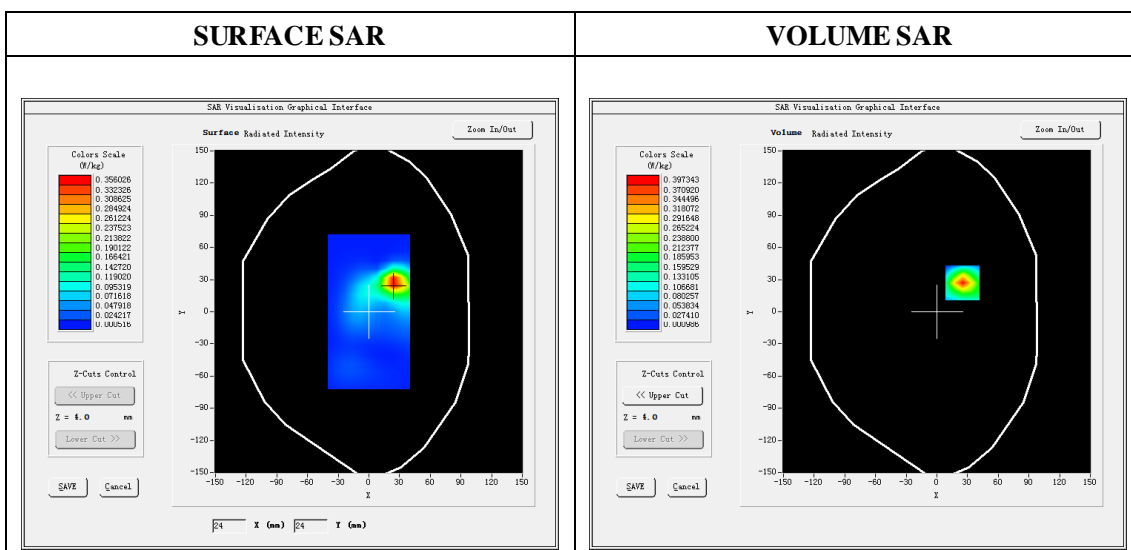 SURFACE SAR
VOLUME SAR
SAR Visualisation Graphical Interface
Surface Radiated Intensity
Zoom In/Out
Colors Scale
(W/kg)
0.356026
0.332326
0.308625
0.284924
0.261224
0.237523
0.213822
0.190122
0.166421
0.142720
0.119020
0.095319
0.071618
0.047918
0.024217
0.000516
Z-Cuts Control
<< Upper Cut
Z = 4.0 mm
Lower Cut >>
SAVE
Cancel
150
120
90
60
30
0
-30
-60
-90
-120
-150
Y
-150 -120 -90 -60 -30 0 30 60 90 120 150
X
24 X (mm) 24 Y (mm)
SAR Visualisation Graphical Interface
Volume Radiated Intensity
Zoom In/Out
Colors Scale
(W/kg)
0.397343
0.370920
0.344496
0.318072
0.291648
0.265224
0.238800
0.212377
0.185953
0.159529
0.133105
0.106681
0.080257
0.053834
0.027410
0.000986
Z-Cuts Control
<< Upper Cut
Z = 4.0 mm
Lower Cut >>
SAVE
Cancel
150
120
90
60
30
0
-30
-60
-90
-120
-150
Y
-150 -120 -90 -60 -30 0 30 60 90 120 150
X